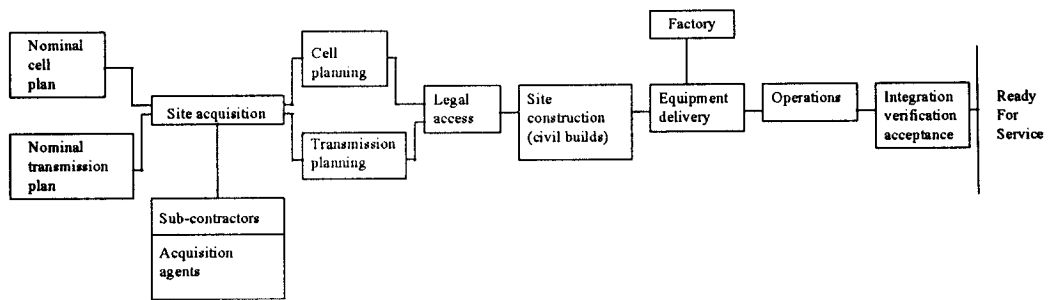 Nominal
cell
plan
Nominal
transmission
plan
Site acquisition
Sub-contractors
Acquisition
agents
Cell
planning
Transmission
planning
Legal
access
Site
construction
(civil builds)
Factory
Equipment
delivery
Operations
Integration
verification
acceptance
Ready
For
Service